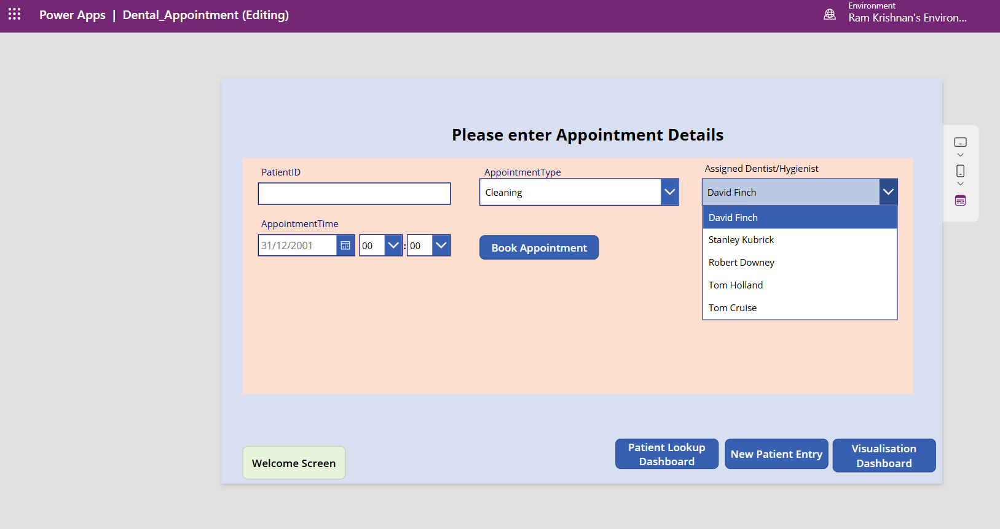 Power Apps | Dental_Appointment (Editing)
Environment
Ram Krishnan's Environ...
Please enter Appointment Details
PatientID
AppointmentType
Assigned Dentist/Hygienist
Cleaning
David Finch
AppointmentTime
31/12/2001
00
:
00
Book Appointment
David Finch
Stanley Kubrick
Robert Downey
Tom Holland
Tom Cruise
Welcome Screen
Patient Lookup
Dashboard
New Patient Entry
Visualisation
Dashboard